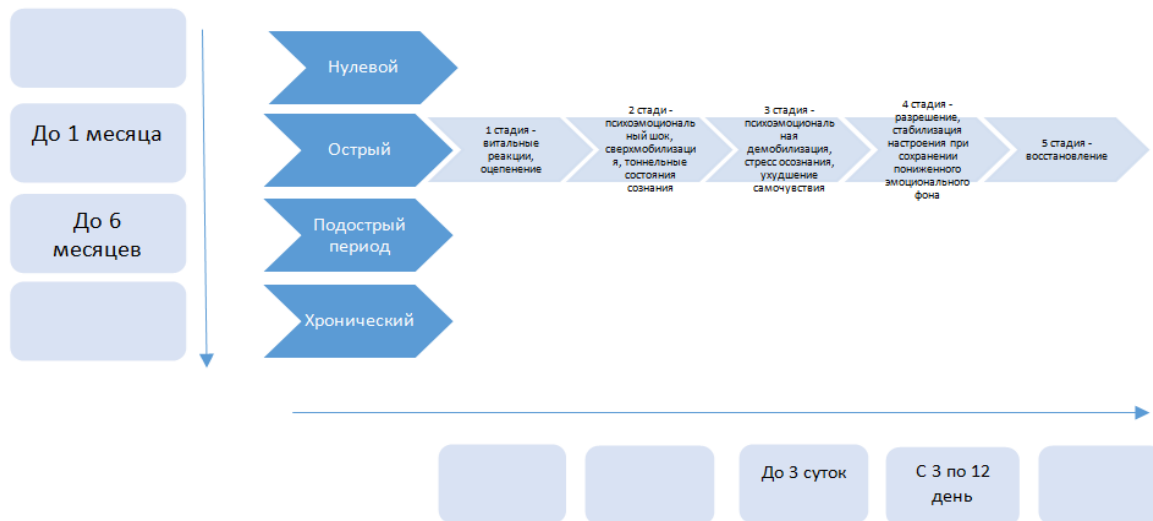 Нулевой
До 1 месяца
Острый
1 стадия -
витальные
реакции,
оцепенение
2 стади -
психоэмоциональ
ный шок,
сверхмобилизаци
я, тоннельные
состояния
сознания
3 стадия -
психоэмоциональ
ная
демобилизация,
стресс осознания,
ухудшение
самочувствия
4 стадия -
разрешение,
стабилизация
настроения при
сохранении
пониженного
эмоционального
фона
5 стадия -
восстановление
До 6
месяцев
Подострый
период
Хронический
До 3 суток
С 3 по 12
день